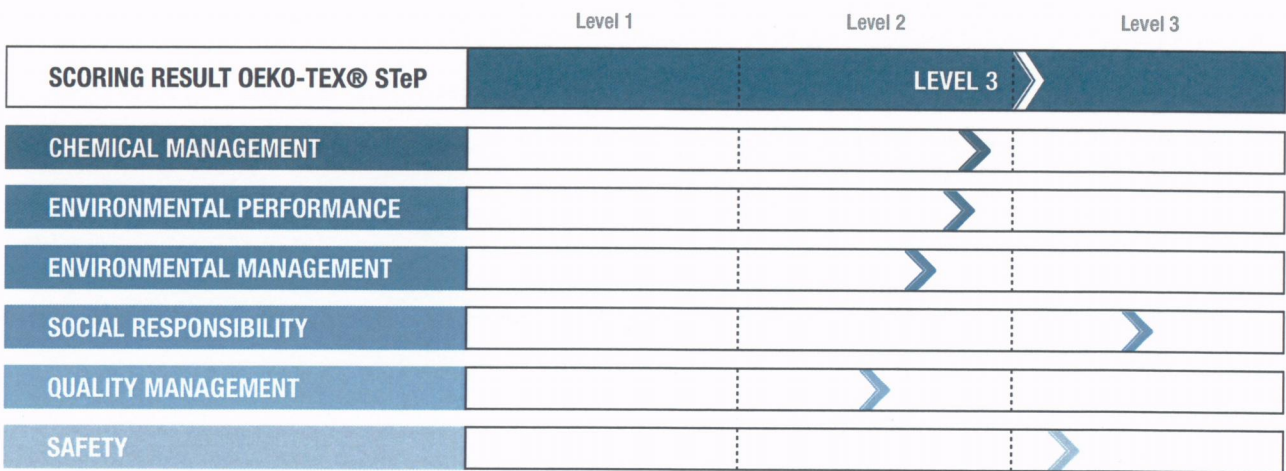 Level 1 Level 2 Level 3
SCORING RESULT OEKO-TEX® STeP LEVEL 3
CHEMICAL MANAGEMENT
ENVIRONMENTAL PERFORMANCE
ENVIRONMENTAL MANAGEMENT
SOCIAL RESPONSIBILITY
QUALITY MANAGEMENT
SAFETY